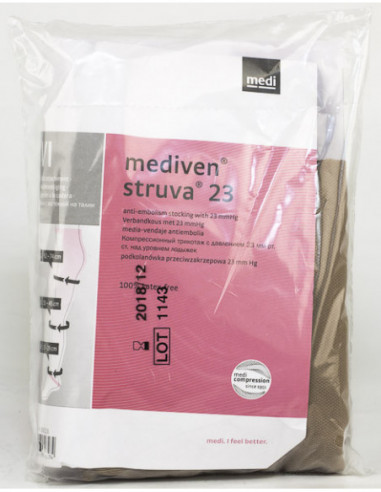 medi
M
mediven®
struva® 23
anti-embolism stocking with 23 mmHg
Verbandkous met 23 mmHg
media-vendaje antiembolia
Компрессионный трикотаж с давлением 23 мм рт.
ст. над уровнем лодыжек
podkolanówka przeciwzakrzepowa 23 mm Hg
100% latex-free
2018/12
LOT 1143
medi
compression
since 1951
medi. I feel better.